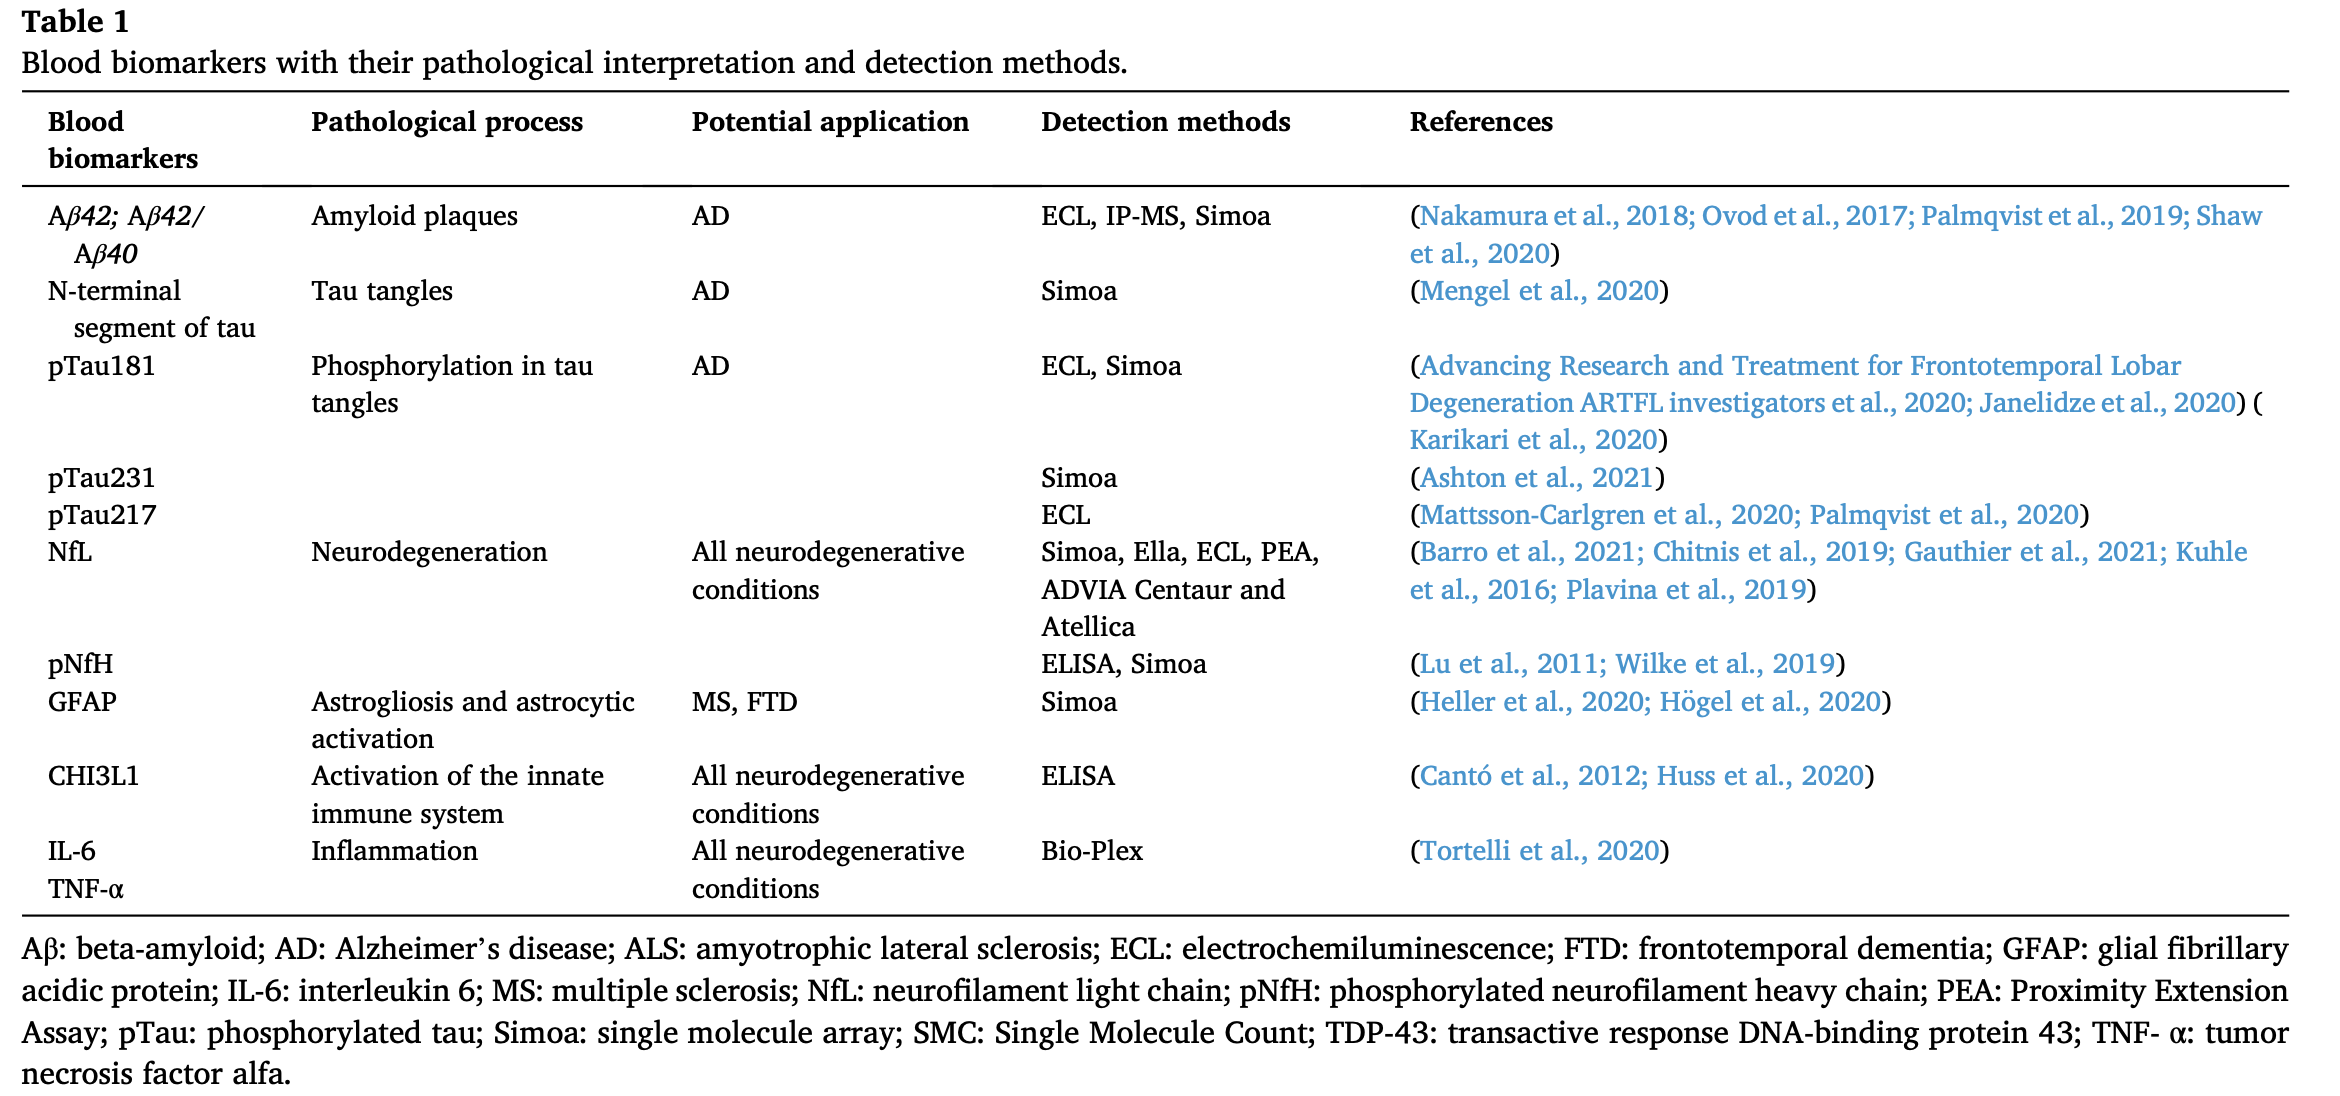 Table 1
Blood biomarkers with their pathological interpretation and detection methods.
Blood biomarkers | Pathological process | Potential application | Detection methods | References
Aβ42; Aβ42/ Aβ40 | Amyloid plaques | AD | ECL, IP-MS, Simoa | (Nakamura et al., 2018; Ovod et al., 2017; Palmqvist et al., 2019; Shaw et al., 2020)
N-terminal segment of tau | Tau tangles | AD | Simoa | (Mengel et al., 2020)
pTau181 | Phosphorylation in tau tangles | AD | ECL, Simoa | (Advancing Research and Treatment for Frontotemporal Lobar Degeneration ARTFL investigators et al., 2020; Janelidze et al., 2020) (Karikari et al., 2020)
pTau231 | | | Simoa | (Ashton et al., 2021)
pTau217 | | | ECL | (Mattsson-Carlgren et al., 2020; Palmqvist et al., 2020)
NfL | Neurodegeneration | All neurodegenerative conditions | Simoa, Ella, ECL, PEA, ADVIA Centaur and Atellica | (Barro et al., 2021; Chitnis et al., 2019; Gauthier et al., 2021; Kuhle et al., 2016; Plavina et al., 2019)
pNfH | | | ELISA, Simoa | (Lu et al., 2011; Wilke et al., 2019)
GFAP | Astrogliosis and astrocytic activation | MS, FTD | Simoa | (Heller et al., 2020; Högel et al., 2020)
CHI3L1 | Activation of the innate immune system | All neurodegenerative conditions | ELISA | (Cantó et al., 2012; Huss et al., 2020)
IL-6 | Inflammation | All neurodegenerative conditions | Bio-Plex | (Tortelli et al., 2020)
TNF-α
Aβ: beta-amyloid; AD: Alzheimer's disease; ALS: amyotrophic lateral sclerosis; ECL: electrochemiluminescence; FTD: frontotemporal dementia; GFAP: glial fibrillary
acidic protein; IL-6: interleukin 6; MS: multiple sclerosis; NfL: neurofilament light chain; pNfH: phosphorylated neurofilament heavy chain; PEA: Proximity Extension
Assay; pTau: phosphorylated tau; Simoa: single molecule array; SMC: Single Molecule Count; TDP-43: transactive response DNA-binding protein 43; TNF- α: tumor
necrosis factor alfa.